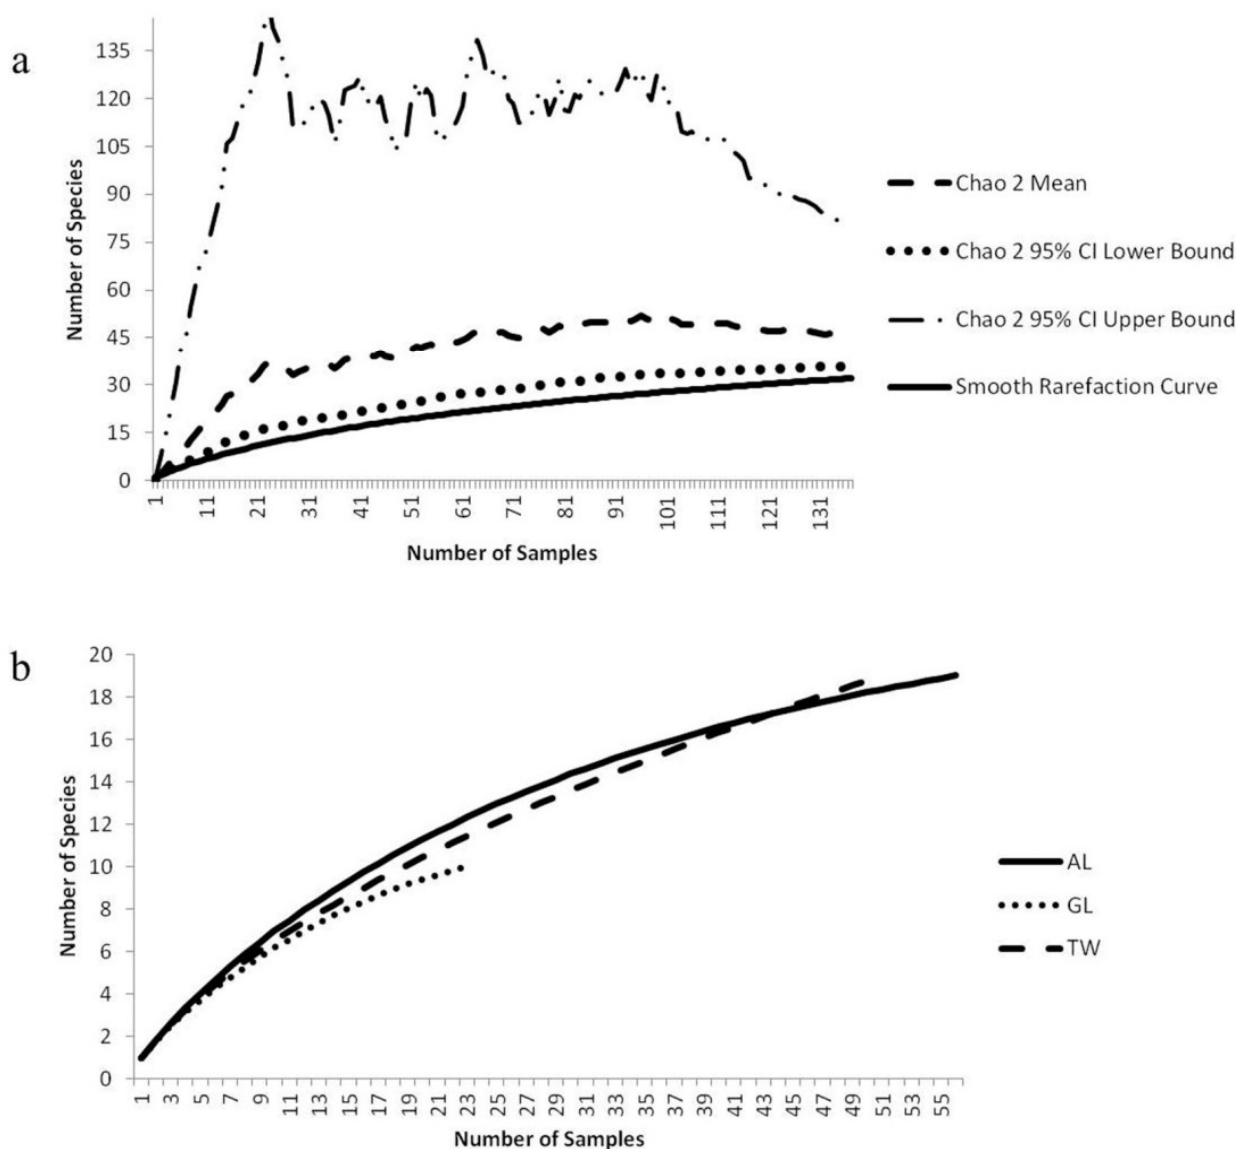 a
135
120
105
90
75
60
45
30
15
0
Number of Species
1 11 21 31 41 51 61 71 81 91 101 111 121 131
Number of Samples
Chao 2 Mean
Chao 2 95% CI Lower Bound
Chao 2 95% CI Upper Bound
Smooth Rarefaction Curve
b
20
18
16
14
12
10
8
6
4
2
0
Number of Species
1 3 5 7 9 11 13 15 17 19 21 23 25 27 29 31 33 35 37 39 41 43 45 47 49 51 53 55
Number of Samples
AL
GL
TW